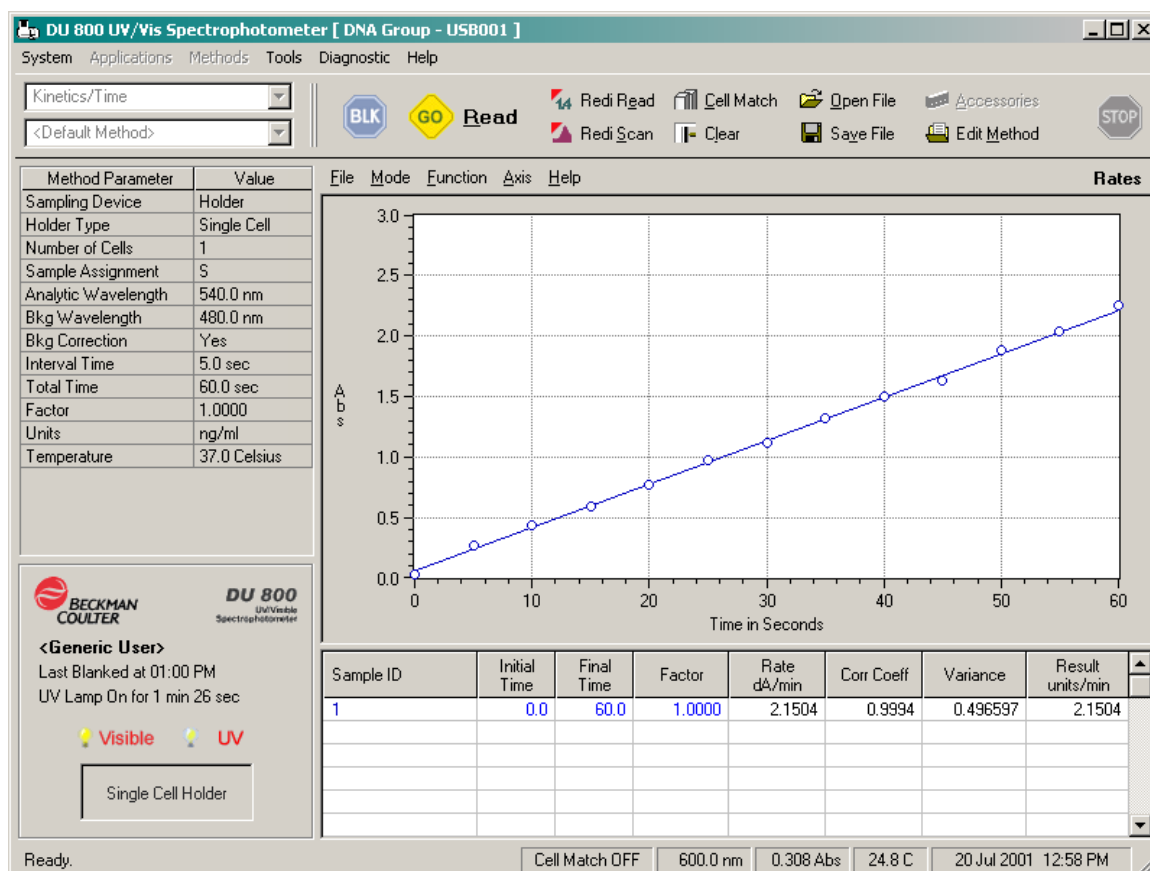 DU 800 UV/Vis Spectrophotometer [ DNA Group - USB001 ]
System Applications Methods Tools Diagnostic Help
Kinetics/Time
<Default Method>
BLK
GO Read
14 Redi Read
Redi Scan
Cell Match
Clear
Open File
Save File
Accessories
Edit Method
STOP
Method Parameter Value
Sampling Device Holder
Holder Type Single Cell
Number of Cells 1
Sample Assignment S
Analytic Wavelength 540.0 nm
Bkg Wavelength 480.0 nm
Bkg Correction Yes
Interval Time 5.0 sec
Total Time 60.0 sec
Factor 1.0000
Units ng/ml
Temperature 37.0 Celsius
BECKMAN
COULTER
DU 800
UV/Visible
Spectrophotometer
<Generic User>
Last Blanked at 01:00 PM
UV Lamp On for 1 min 26 sec
Visible UV
Single Cell Holder
File Mode Function Axis Help Rates
3.0
2.5
2.0
1.5
1.0
0.5
0.0
Abs
0 10 20 30 40 50 60
Time in Seconds
Sample ID Initial Time Final Time Factor Rate dA/min Corr Coeff Variance Result units/min
1 0.0 60.0 1.0000 2.1504 0.9994 0.496597 2.1504
Ready. Cell Match OFF 600.0 nm 0.308 Abs 24.8 C 20 Jul 2001 12:58 PM